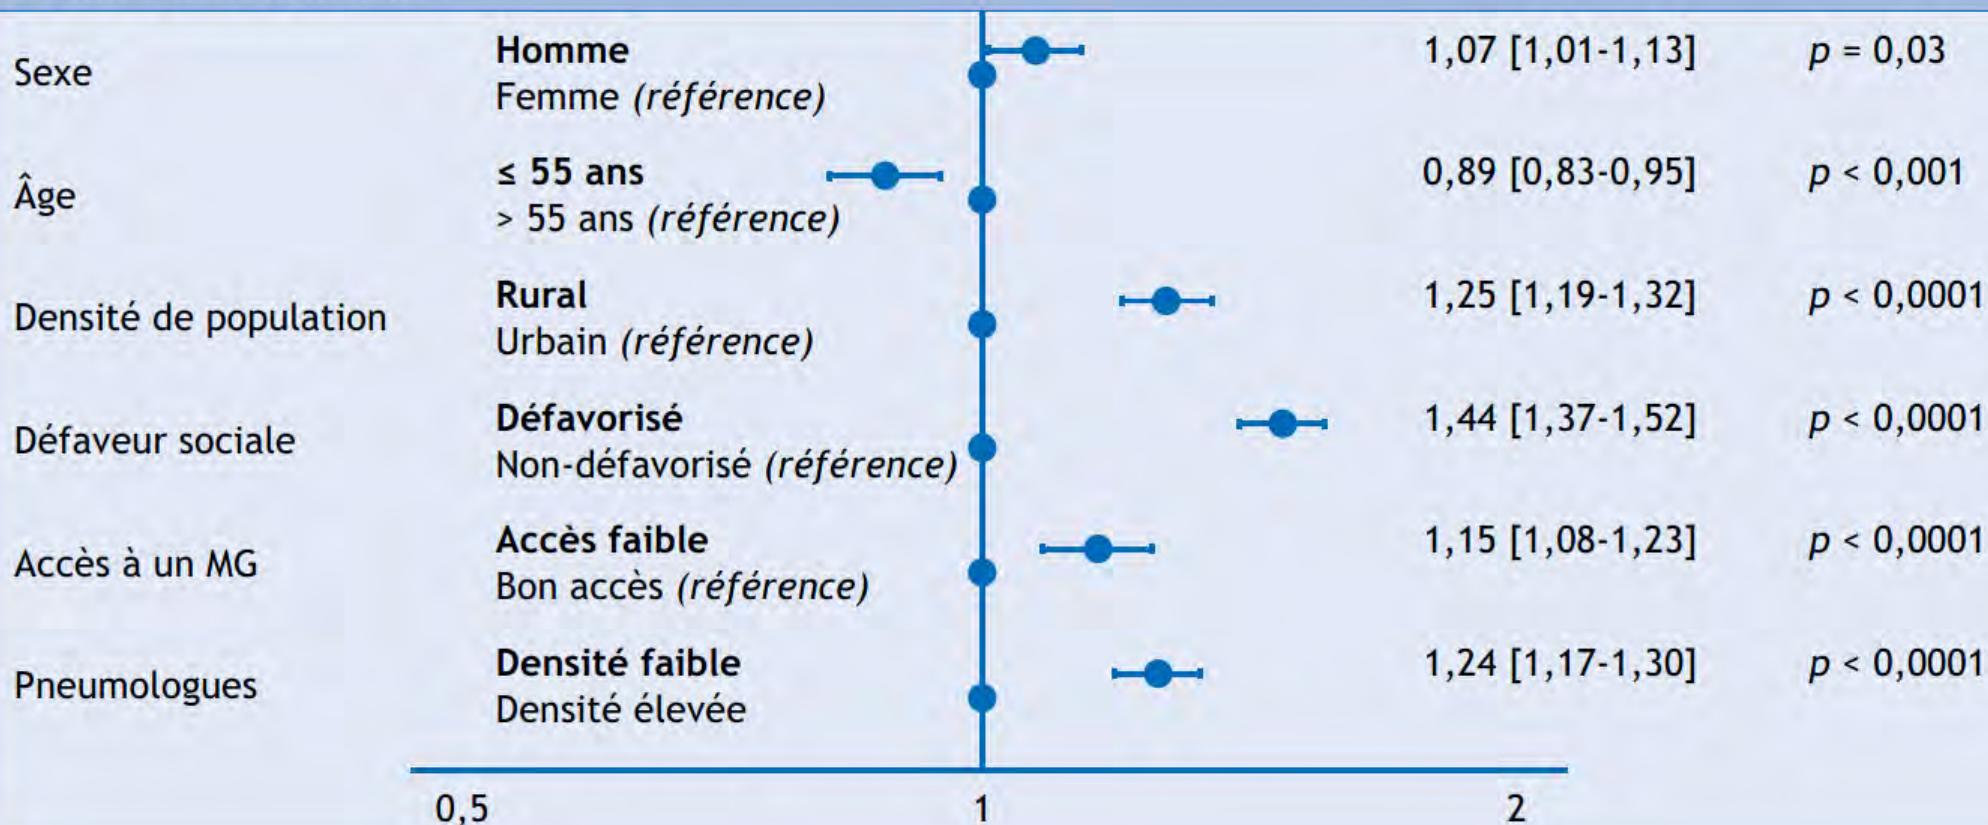 Sexe
Homme
Femme (référence)
1,07 [1,01-1,13] p = 0,03
Âge
≤ 55 ans
> 55 ans (référence)
0,89 [0,83-0,95] p < 0,001
Densité de population
Rural
Urbain (référence)
1,25 [1,19-1,32] p < 0,0001
Défaveur sociale
Défavorisé
Non-défavorisé (référence)
1,44 [1,37-1,52] p < 0,0001
Accès à un MG
Accès faible
Bon accès (référence)
1,15 [1,08-1,23] p < 0,0001
Pneumologues
Densité faible
Densité élevée
1,24 [1,17-1,30] p < 0,0001
0,5 1 2